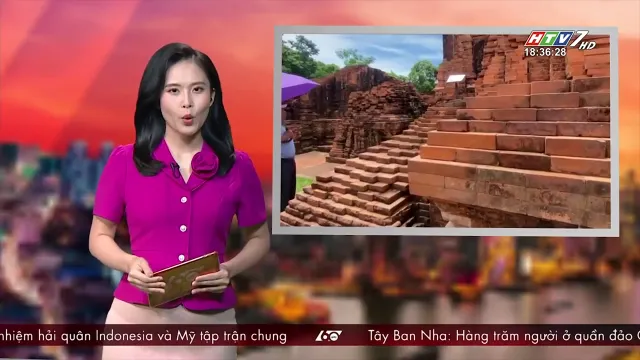 HTV7 HD
18:36:28
nhiệm hải quân Indonesia và Mỹ tập trận chung
60
Tây Ban Nha: Hàng trăm người ở quần đảo